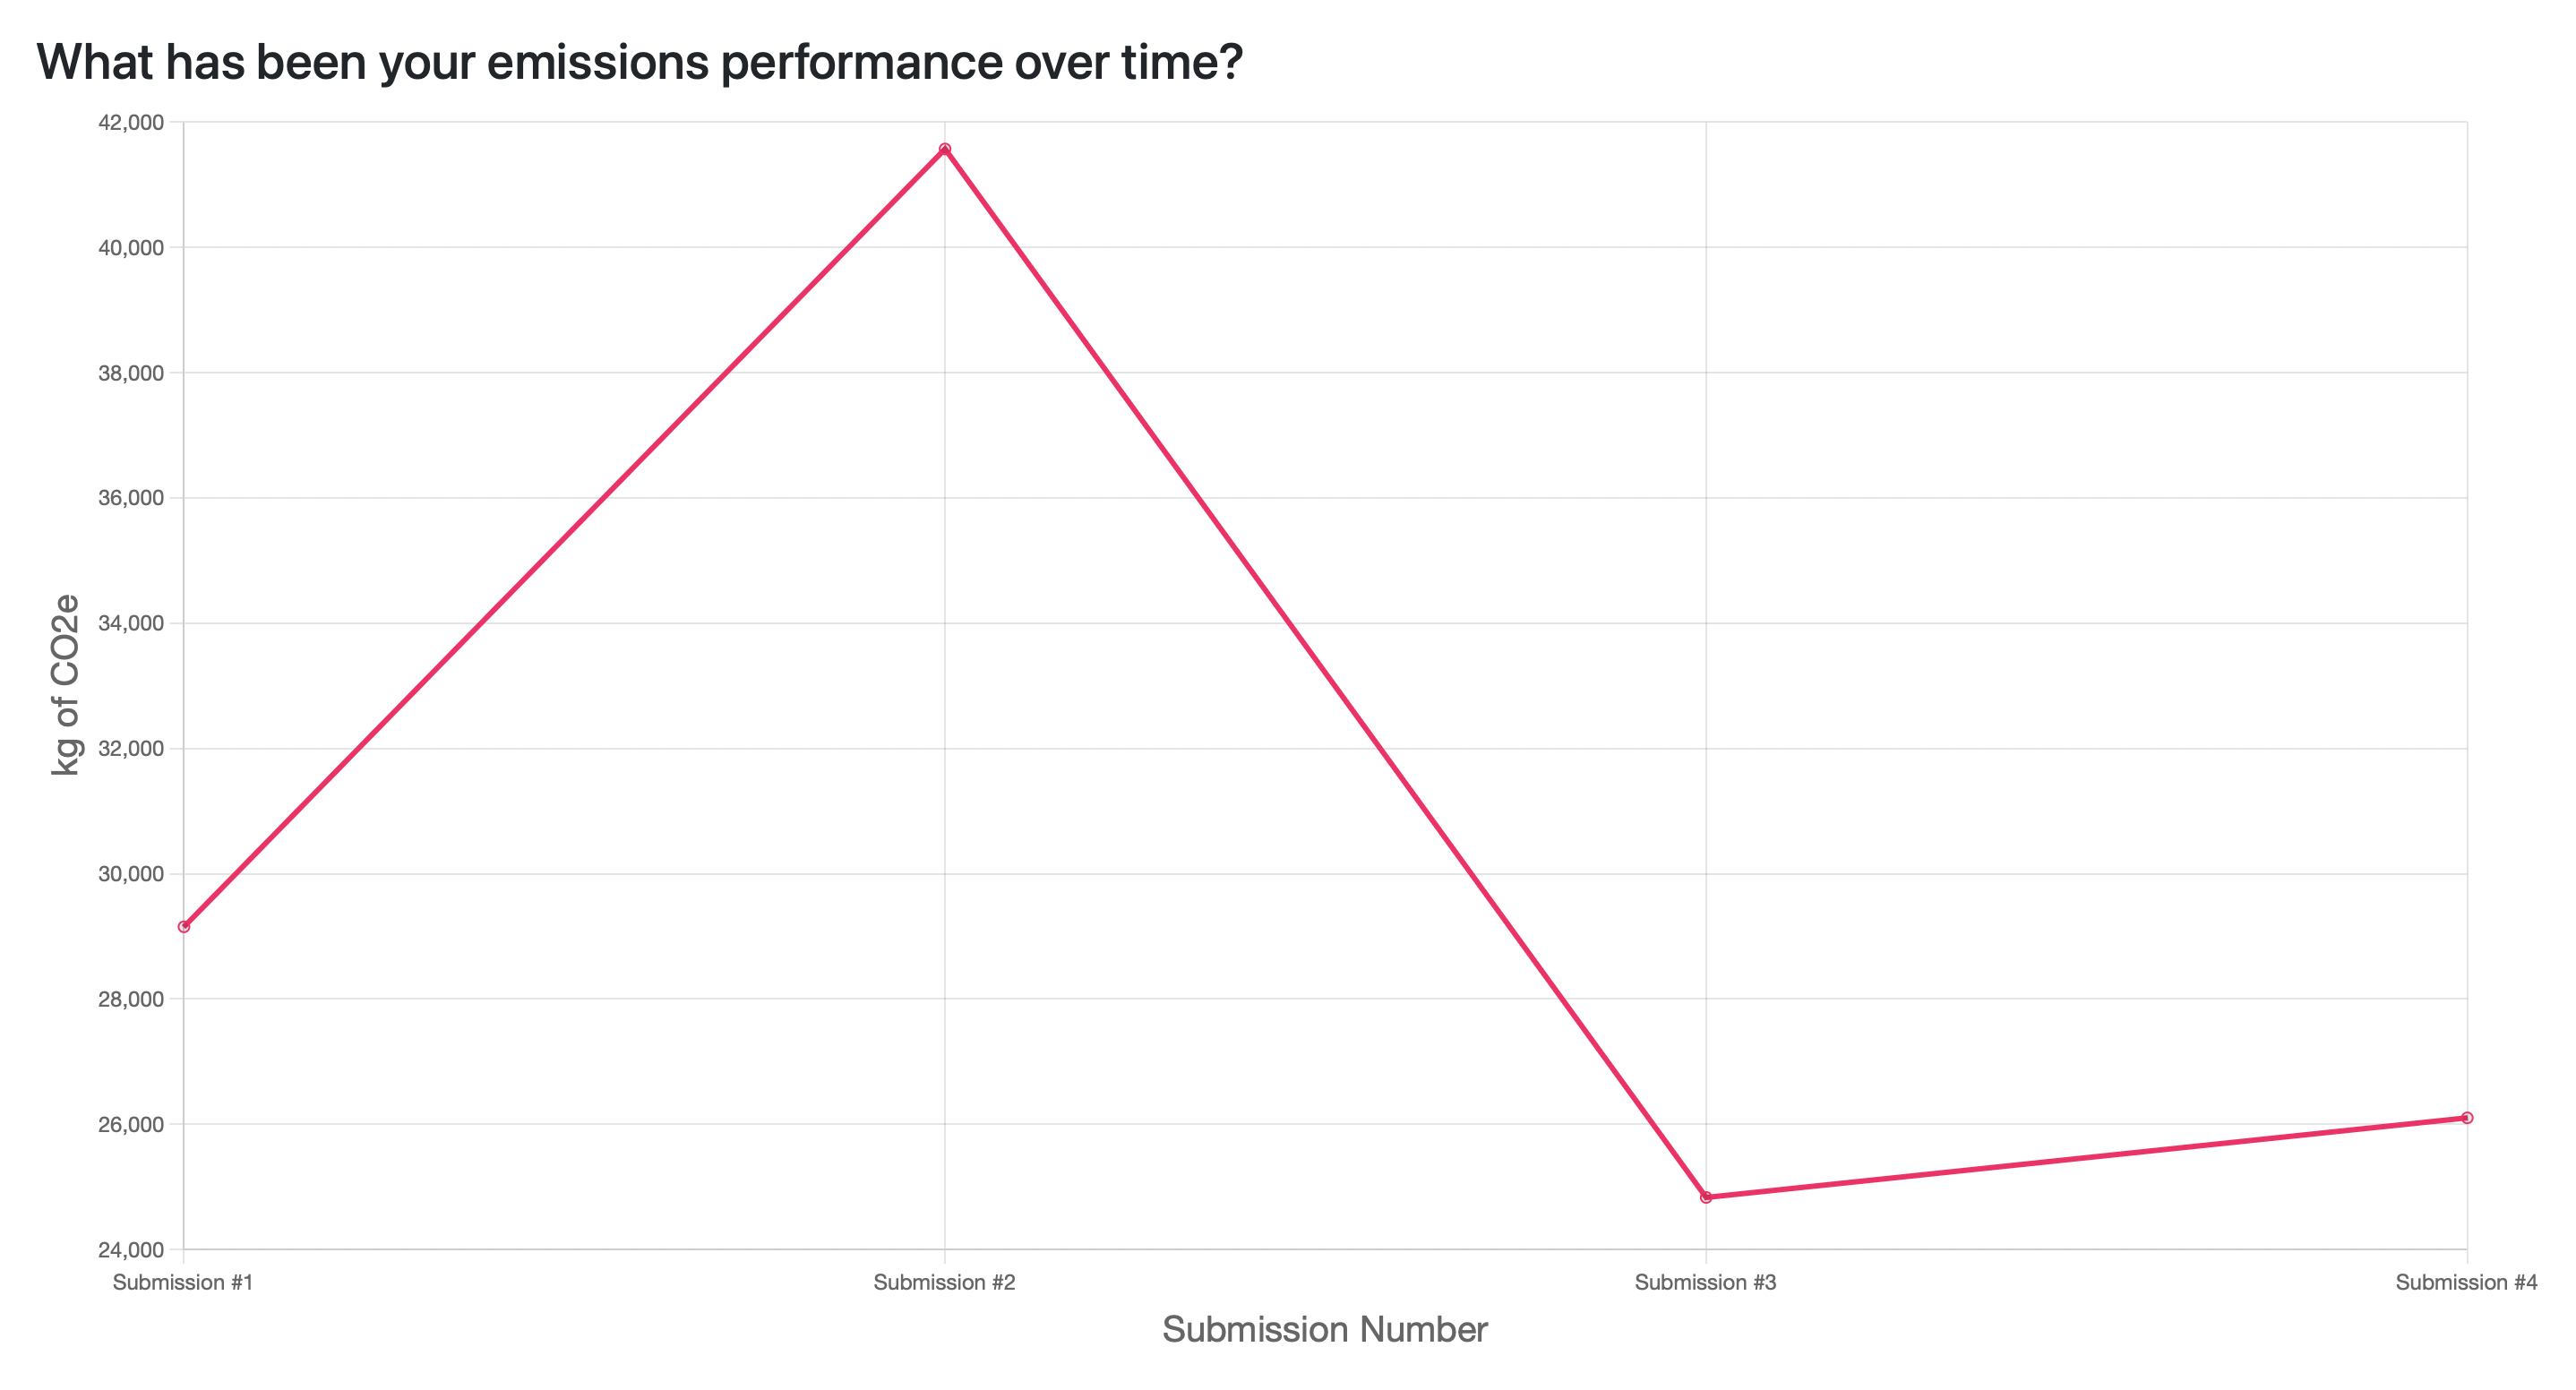 What has been your emissions performance over time?
42,000
40,000
38,000
36,000
34,000
32,000
30,000
28,000
26,000
24,000
kg of CO2e
Submission #1
Submission #2
Submission #3
Submission #4
Submission Number